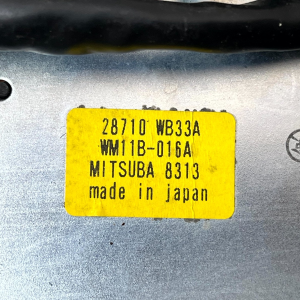 28710 WB33A
WM11B-016A
MITSUBA 8313
made in japan